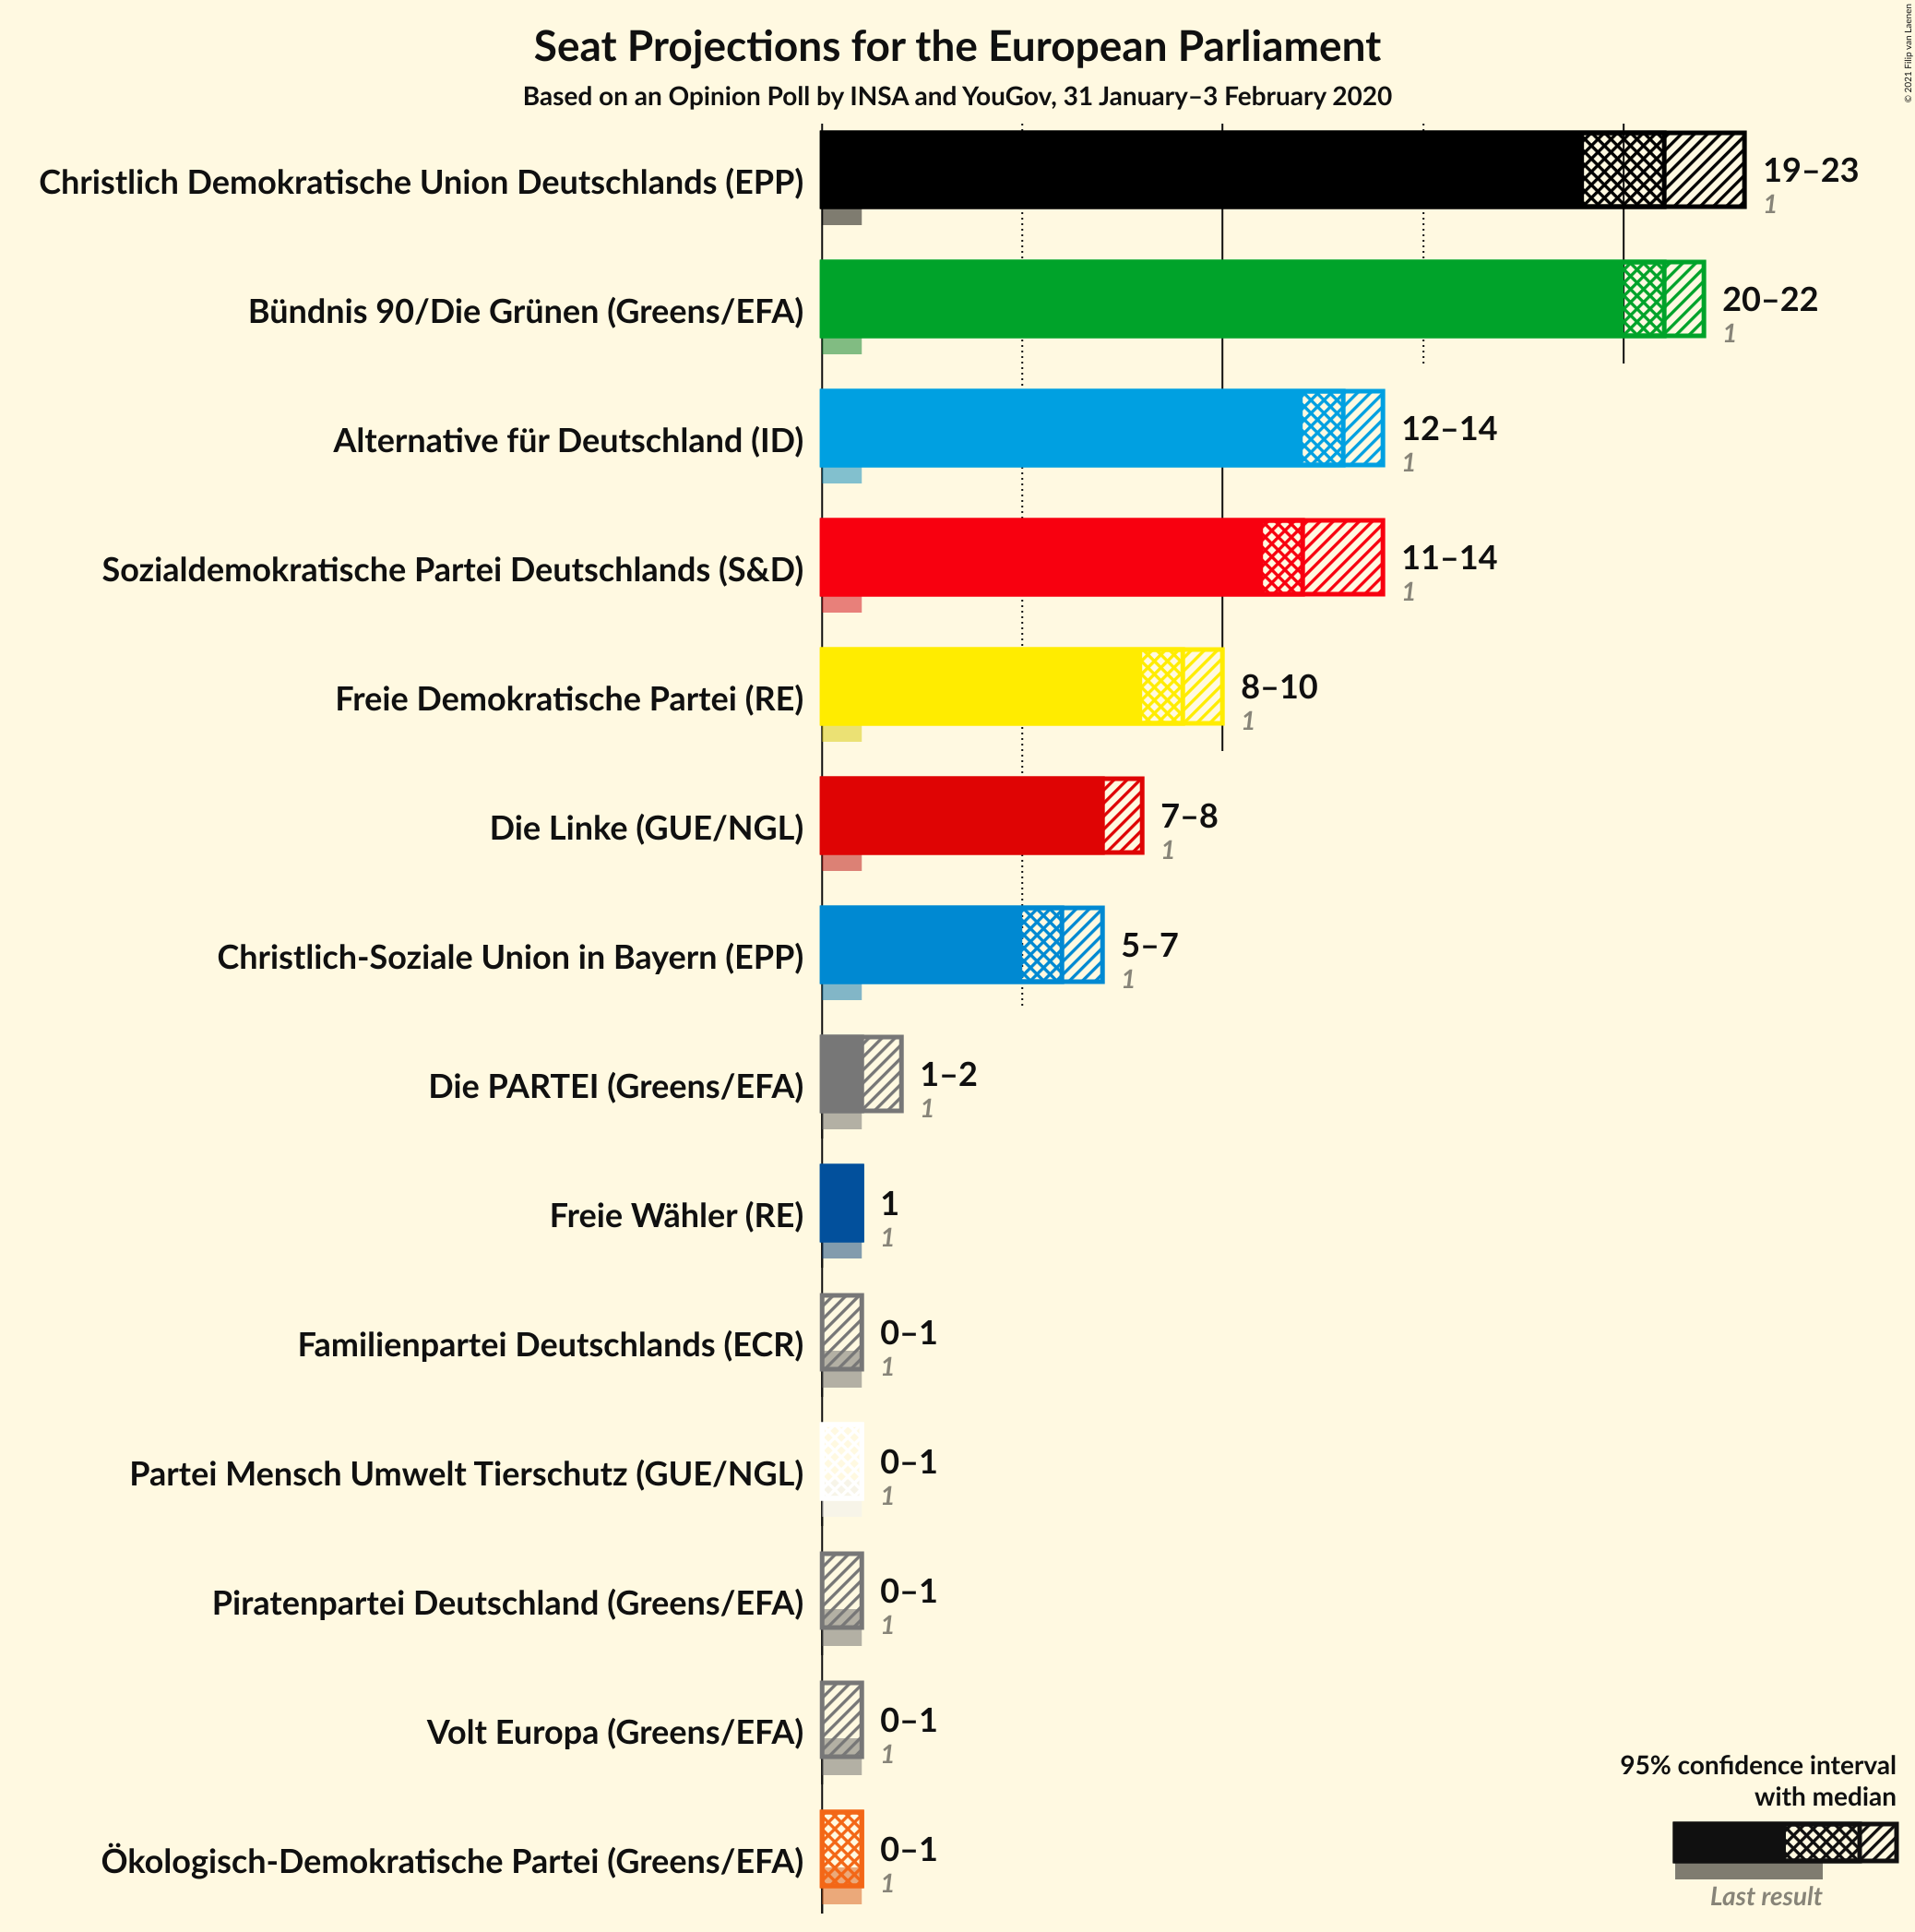 Seat Projections for the European Parliament
Based on an Opinion Poll by INSA and YouGov, 31 January–3 February 2020
© 2021 Filip van Laenen
Christlich Demokratische Union Deutschlands (EPP)
19–23
1
Bündnis 90/Die Grünen (Greens/EFA)
20–22
1
Alternative für Deutschland (ID)
12–14
1
Sozialdemokratische Partei Deutschlands (S&D)
11–14
1
Freie Demokratische Partei (RE)
8–10
1
Die Linke (GUE/NGL)
7–8
1
Christlich-Soziale Union in Bayern (EPP)
5–7
1
Die PARTEI (Greens/EFA)
1–2
1
Freie Wähler (RE)
1
1
Familienpartei Deutschlands (ECR)
0–1
1
Partei Mensch Umwelt Tierschutz (GUE/NGL)
0–1
1
Piratenpartei Deutschland (Greens/EFA)
0–1
1
Volt Europa (Greens/EFA)
0–1
1
Ökologisch-Demokratische Partei (Greens/EFA)
0–1
1
95% confidence interval
with median
Last result